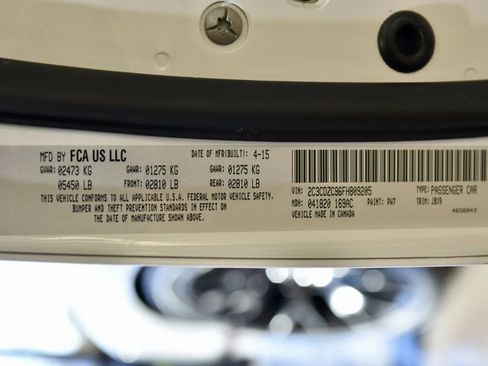 MFD BY FCA US LLC DATE OF MFR(BUILT): 4-15
GVWR: 02473 KG GAWR: 01275 KG GAWR: 01275 KG
05450 LB FRONT: 02810 LB REAR: 02810 LB
THIS VEHICLE CONFORMS TO ALL APPLICABLE U.S.A. FEDERAL MOTOR VEHICLE SAFETY,
BUMPER AND THEFT PREVENTION STANDARDS IN EFFECT ON
THE DATE OF MANUFACTURE SHOWN ABOVE.
VIN: 2C3CDZC96FH809205 TYPE: PASSENGER CAR
MDH: 041820 169AC PAINT: PW7 TRIM: JBX9
VEHICLE MADE IN CANADA 4658843